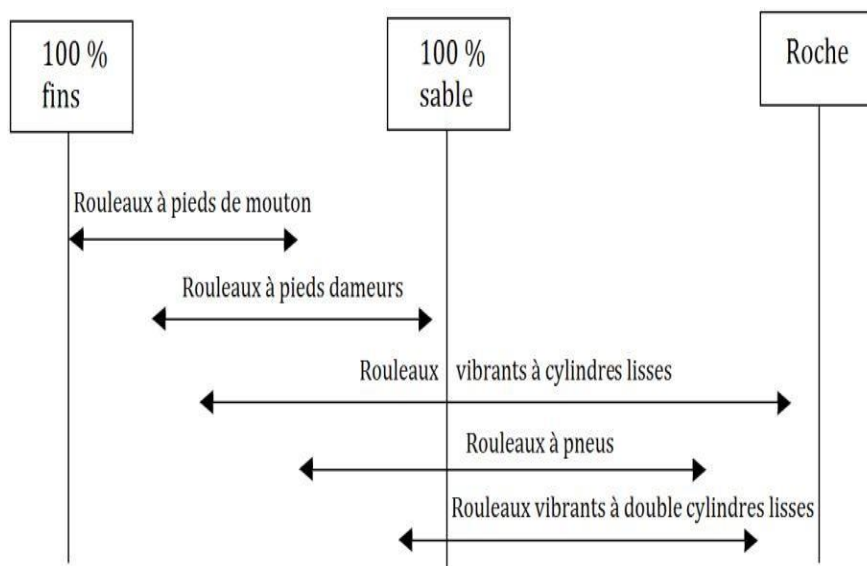 100 %
fins
100 %
sable
Roche
Rouleaux à pieds de mouton
Rouleaux à pieds dameurs
Rouleaux vibrants à cylindres lisses
Rouleaux à pneus
Rouleaux vibrants à double cylindres lisses